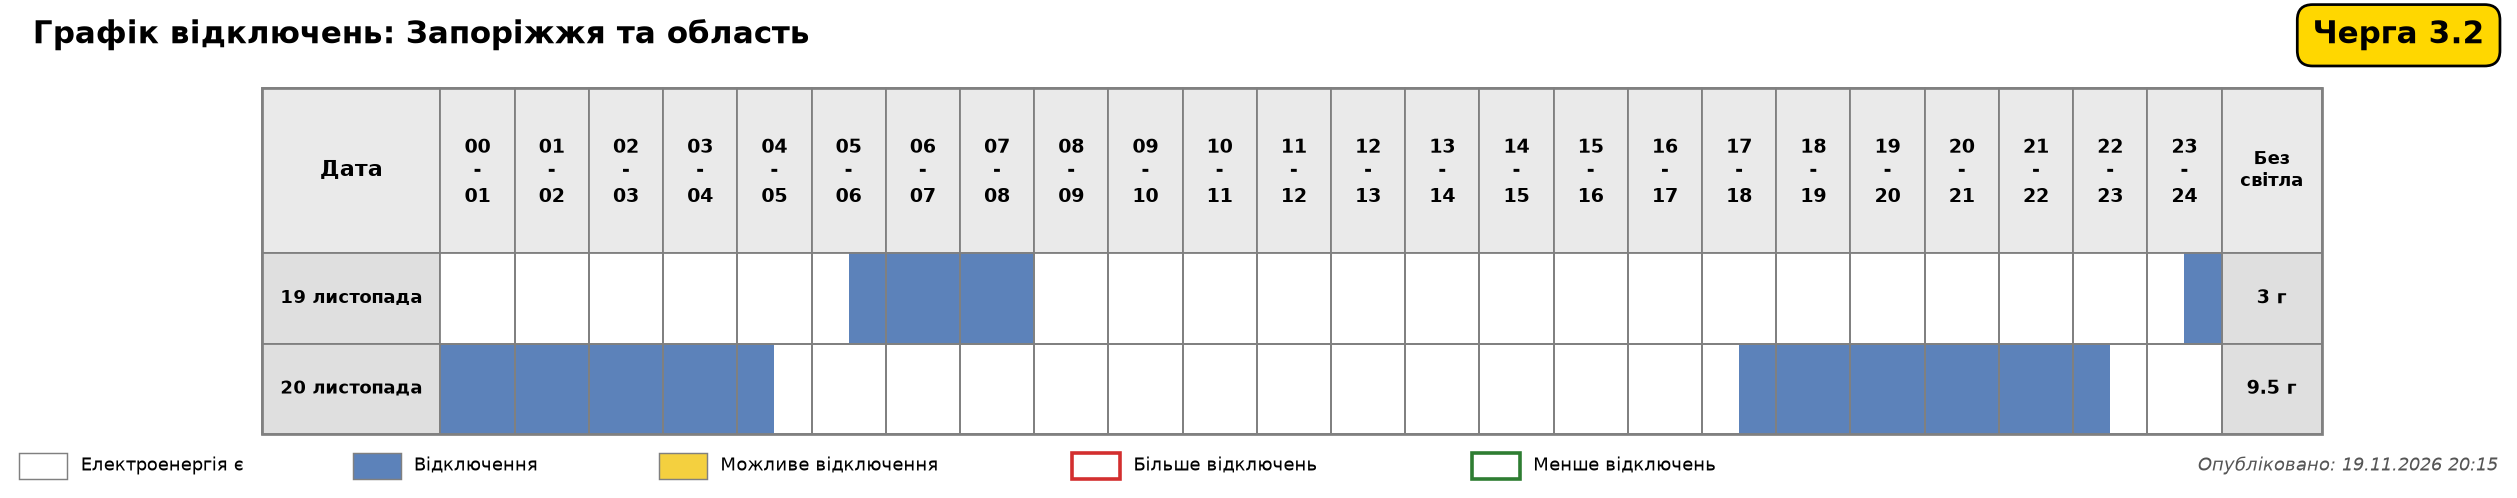 Графік відключень: Запоріжжя та область
Черга 3.2
Дата
00 - 01
01 - 02
02 - 03
03 - 04
04 - 05
05 - 06
06 - 07
07 - 08
08 - 09
09 - 10
10 - 11
11 - 12
12 - 13
13 - 14
14 - 15
15 - 16
16 - 17
17 - 18
18 - 19
19 - 20
20 - 21
21 - 22
22 - 23
23 - 24
Без
світла
19 листопада
3 г
20 листопада
9.5 г
Електроенергія є
Відключення
Можливе відключення
Більше відключень
Менше відключень
Опубліковано: 19.11.2026 20:15